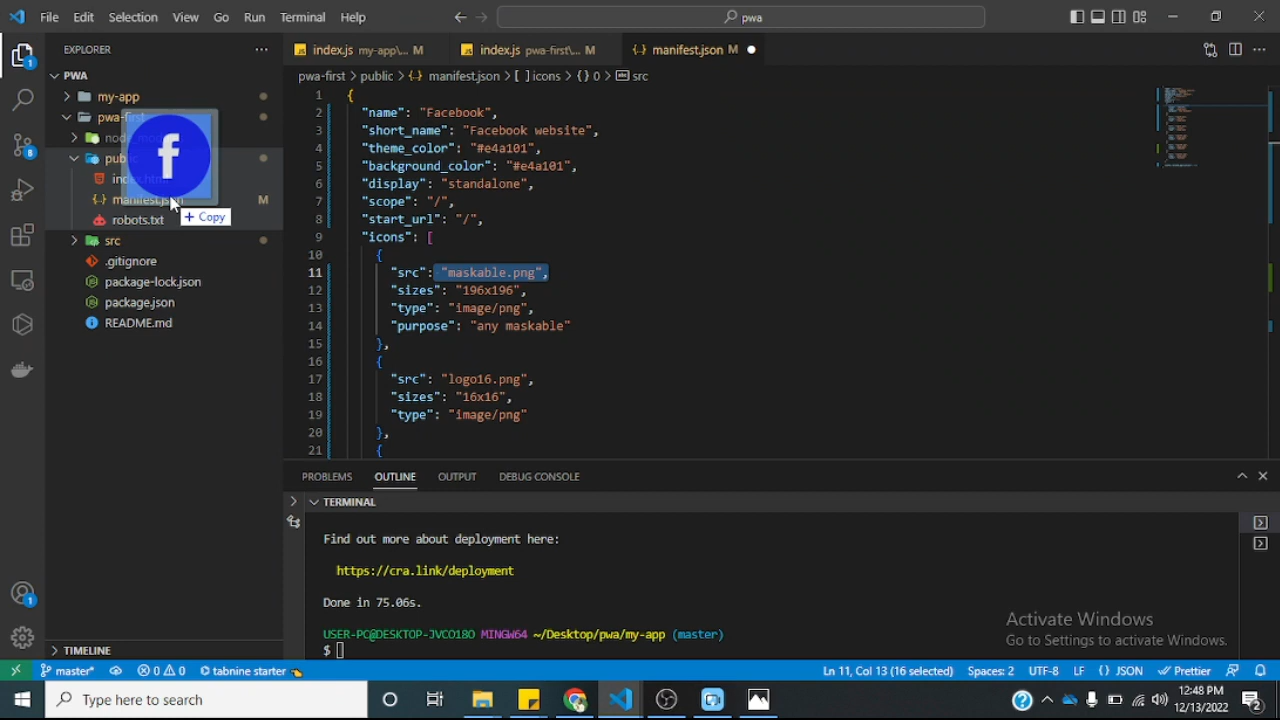 File Edit Selection View Go Run Terminal Help
pwa
EXPLORER
PWA
my-app
pwa-first
public
manifest.json
M
robots.txt
Copy
src
.gitignore
package-lock.json
package.json
README.md
TIMELINE
index.js my-app\... M
index.js pwa-first\... M
manifest.json M
pwa-first > public > {} manifest.json > [ ] icons > {} 0 > src
1 {
2 "name": "Facebook",
3 "short_name": "Facebook website",
4 "theme_color": "#e4a101",
5 "background_color": "#e4a101",
6 "display": "standalone",
7 "scope": "/",
8 "start_url": "/",
9 "icons": [
10 {
11 "src": "maskable.png",
12 "sizes": "196x196",
13 "type": "image/png",
14 "purpose": "any maskable"
15 },
16 {
17 "src": "logo16.png",
18 "sizes": "16x16",
19 "type": "image/png"
20 },
21 {
PROBLEMS OUTLINE OUTPUT DEBUG CONSOLE
TERMINAL
Find out more about deployment here:
https://cra.link/deployment
Done in 75.06s.
USER-PC@DESKTOP-JVCO18O MINGW64 ~/Desktop/pwa/my-app (master)
$
Activate Windows
Go to Settings to activate Windows.
master* 0 0 tabnine starter
Ln 11, Col 13 (16 selected) Spaces: 2 UTF-8 LF {} JSON Prettier
Type here to search
12:48 PM
12/13/2022